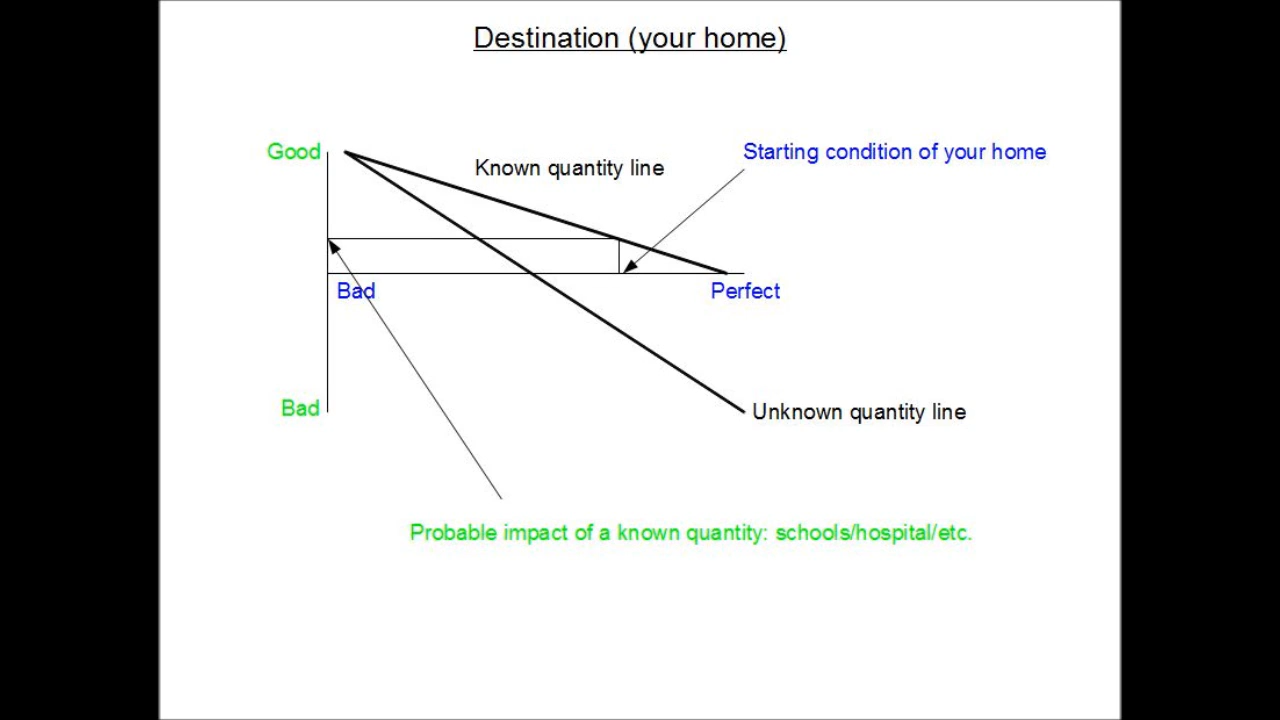 Destination (your home)
Good
Known quantity line
Starting condition of your home
Bad
Perfect
Bad
Unknown quantity line
Probable impact of a known quantity: schools/hospital/etc.